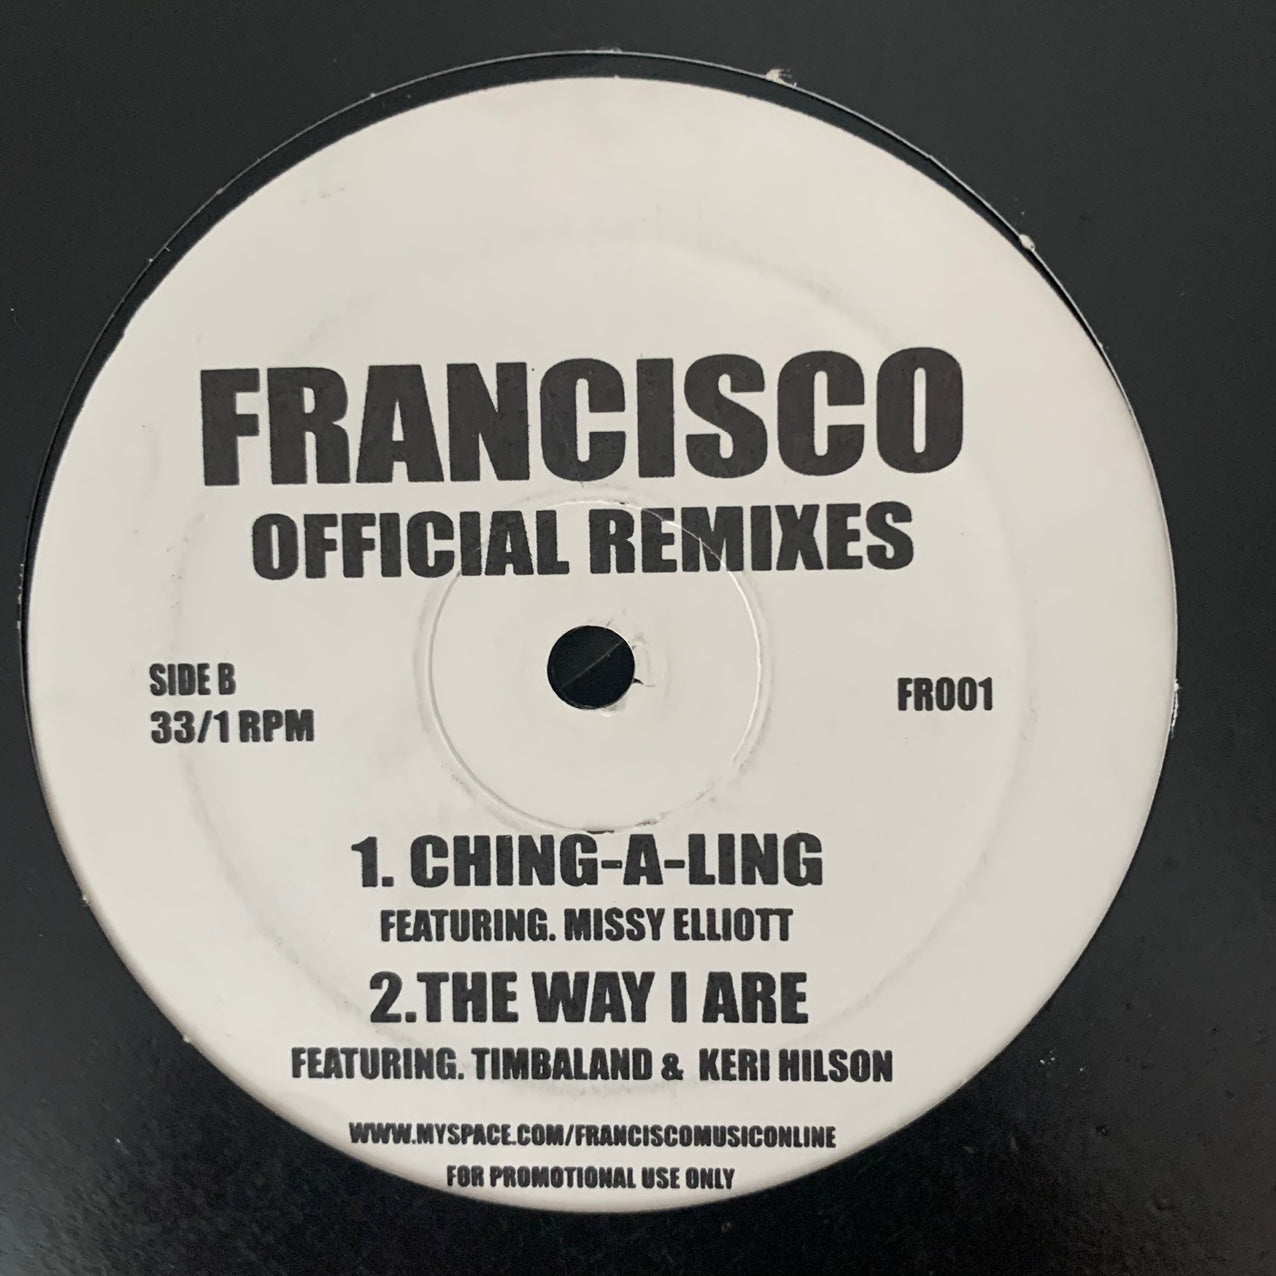 FRANCISCO
OFFICIAL REMIXES
SIDE B
33/1 RPM
FR001
1. CHING-A-LING
FEATURING. MISSY ELLIOTT
2.THE WAY I ARE
FEATURING. TIMBALAND & KERI HILSON
WWW.MYSPACE.COM/FRANCISCOMUSICONLINE
FOR PROMOTIONAL USE ONLY